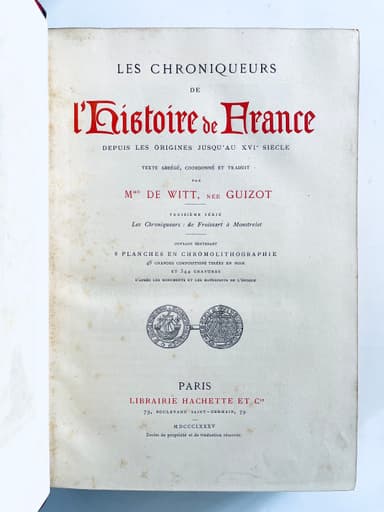 LES CHRONIQUEURS
DE
l'Histoire de France
DEPUIS LES ORIGINES JUSQU'AU XVIe SIÈCLE
TEXTE ABRÉGÉ, COORDONNÉ ET TRADUIT
PAR
Mme DE WITT, NÉE GUIZOT
TROISIÈME SÉRIE
Les Chroniqueurs : de Froissart à Monstrelet
OUVRAGE CONTENANT
8 PLANCHES EN CHROMOLITHOGRAPHIE
48 GRANDES COMPOSITIONS TIRÉES EN NOIR
ET 344 GRAVURES
D'APRÈS LES MONUMENTS ET LES MANUSCRITS DE L'ÉPOQUE
PARIS
LIBRAIRIE HACHETTE ET Cie
79, BOULEVARD SAINT-GERMAIN, 79
MDCCCLXXXV
Droits de propriété et de traduction réservés.